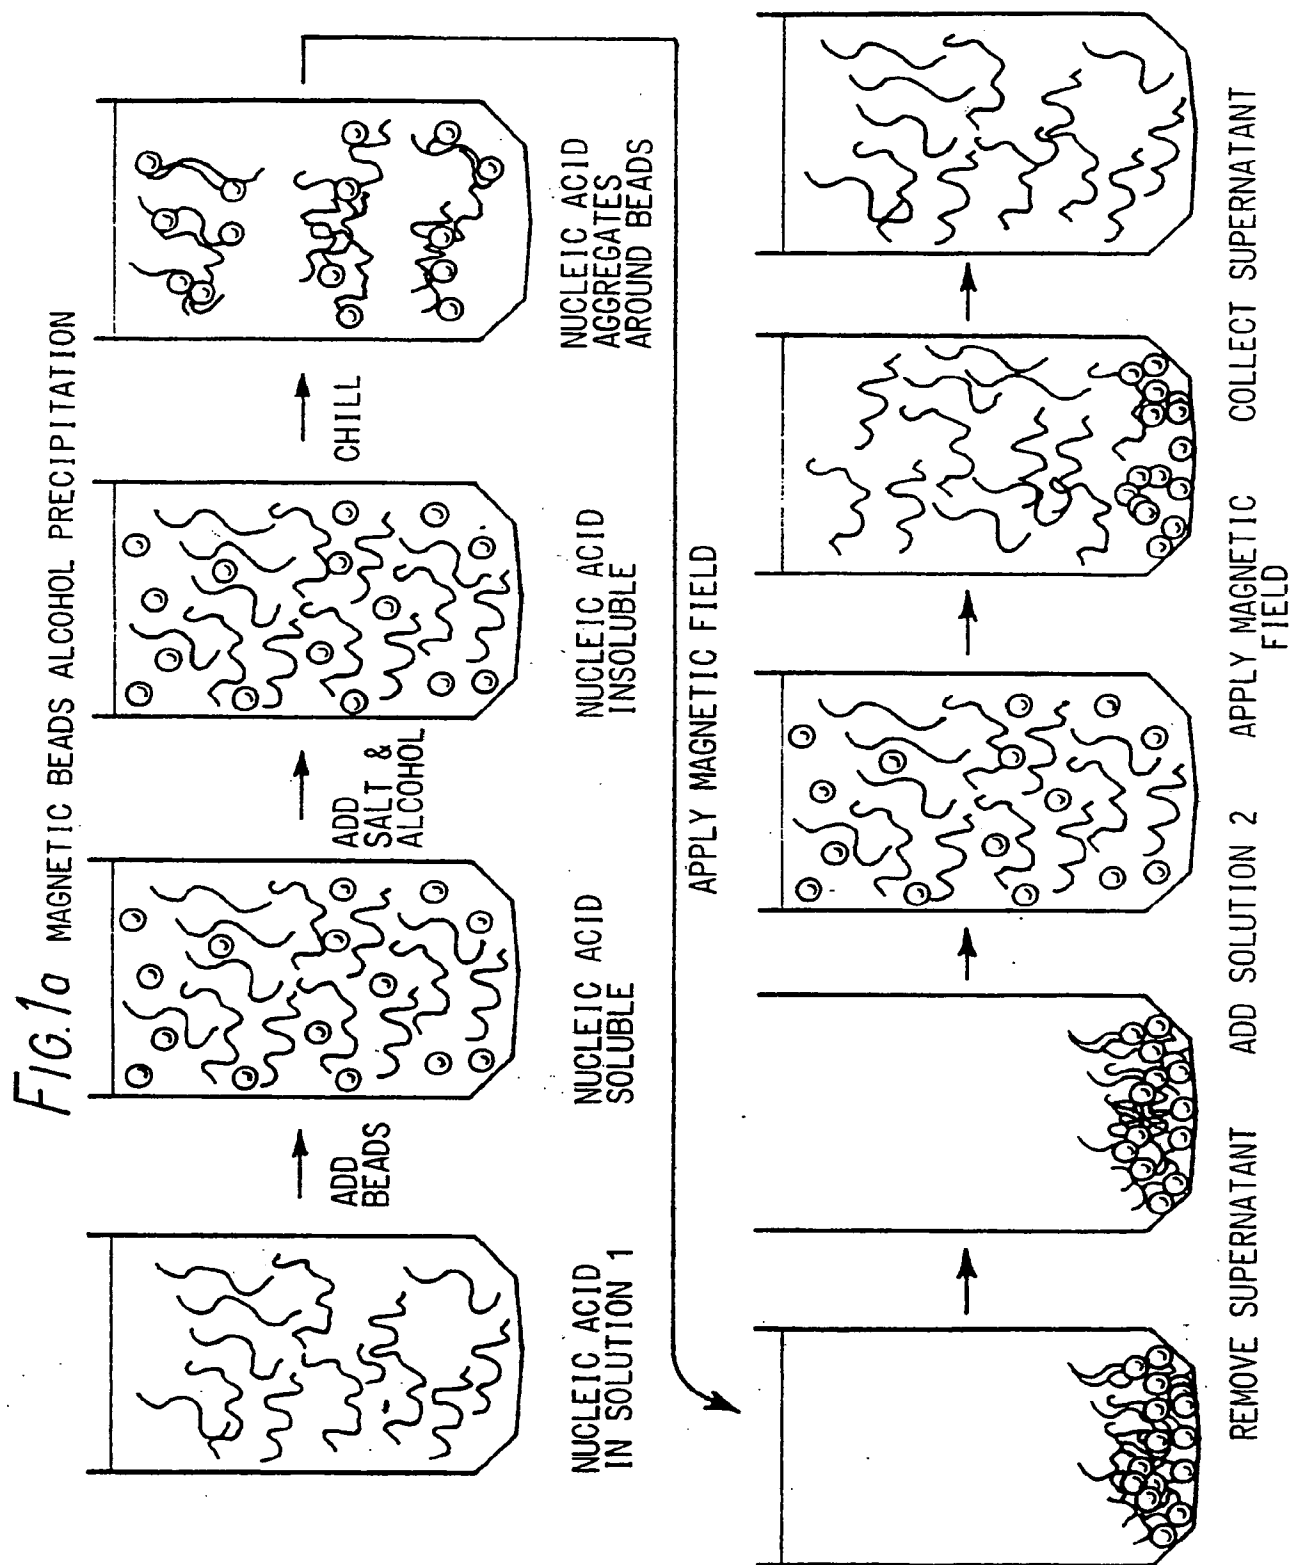 FIG. 1a MAGNETIC BEADS ALCOHOL PRECIPITATION
ADD
BEADS
ADD
SALT &
ALCOHOL
CHILL
NUCLEIC ACID
IN SOLUTION 1
NUCLEIC ACID
SOLUBLE
NUCLEIC ACID
INSOLUBLE
NUCLEIC ACID
AGGREGATES
AROUND BEADS
APPLY MAGNETIC FIELD
REMOVE SUPERNATANT
ADD SOLUTION 2
APPLY MAGNETIC
FIELD
COLLECT SUPERNATANT